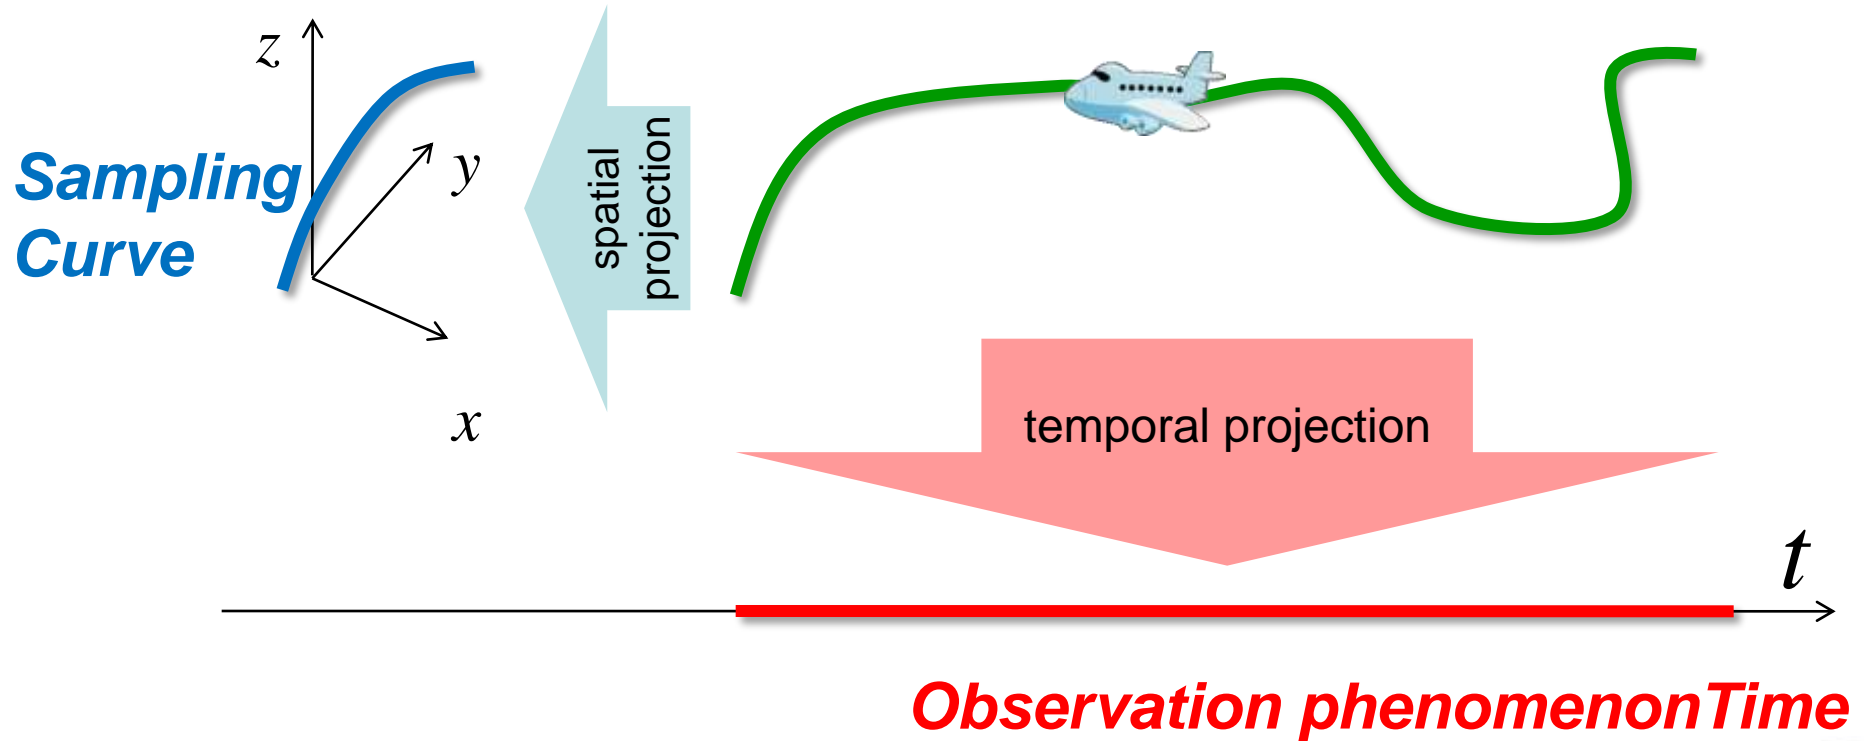 z
y
x
Sampling
Curve
spatial
projection
temporal projection
t
Observation phenomenonTime